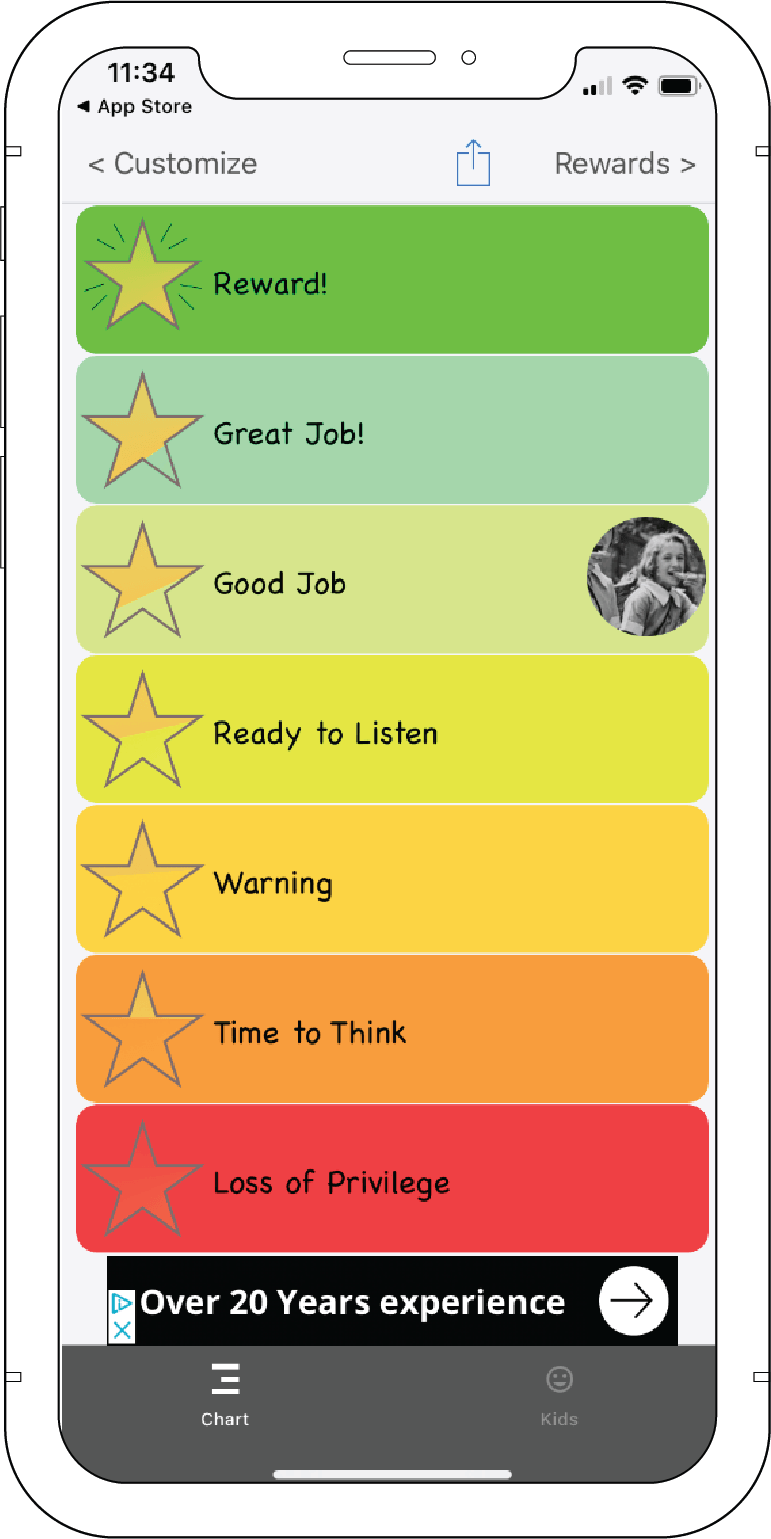 11:34
◀ App Store
< Customize
Rewards >
Reward!
Great Job!
Good Job
Ready to Listen
Warning
Time to Think
Loss of Privilege
Over 20 Years experience
Chart
Kids